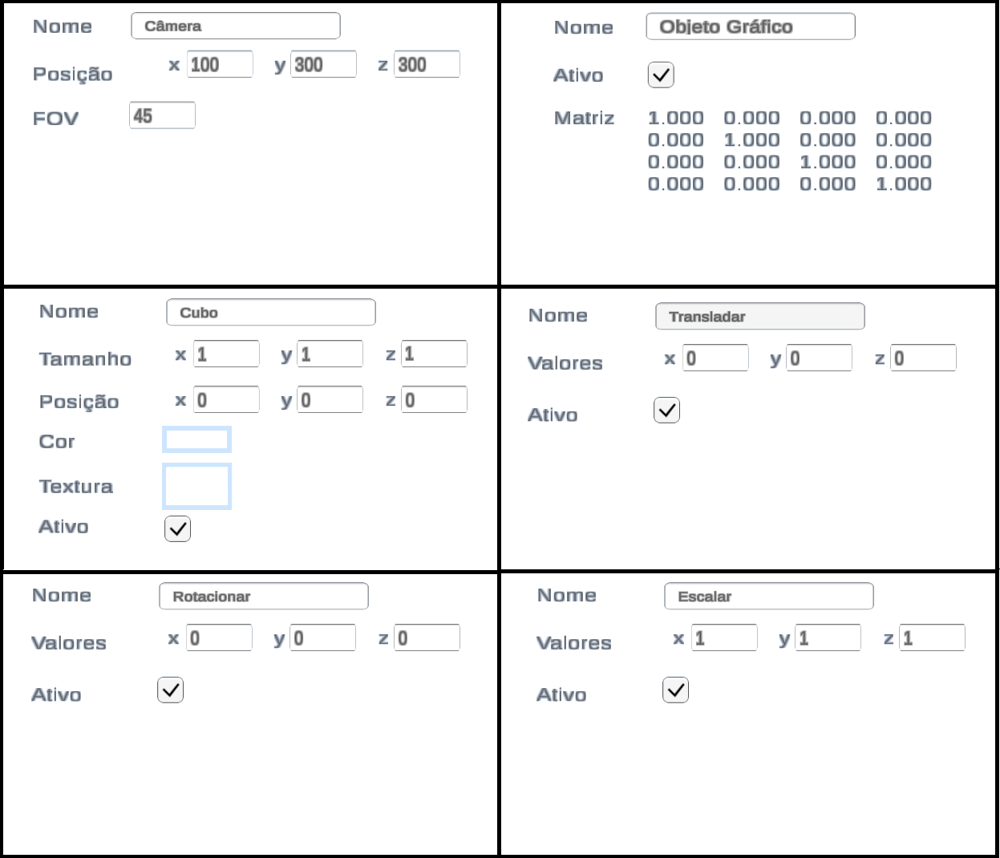 Nome Câmera
Posição x 100 y 300 z 300
FOV 45
Nome Objeto Gráfico
Ativo
Matriz 1.000 0.000 0.000 0.000
0.000 1.000 0.000 0.000
0.000 0.000 1.000 0.000
0.000 0.000 0.000 1.000
Nome Cubo
Tamanho x 1 y 1 z 1
Posição x 0 y 0 z 0
Cor
Textura
Ativo
Nome Transladar
Valores x 0 y 0 z 0
Ativo
Nome Rotacionar
Valores x 0 y 0 z 0
Ativo
Nome Escalar
Valores x 1 y 1 z 1
Ativo